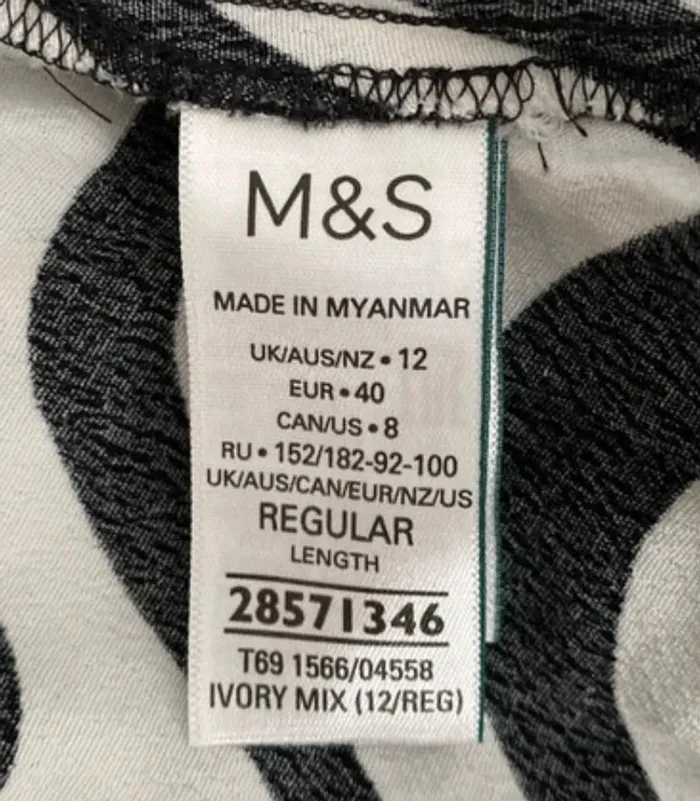 M&S
MADE IN MYANMAR
UK/AUS/NZ • 12
EUR • 40
CAN/US • 8
RU • 152/182-92-100
UK/AUS/CAN/EUR/NZ/US
REGULAR
LENGTH
28571346
T69 1566/04558
IVORY MIX (12/REG)